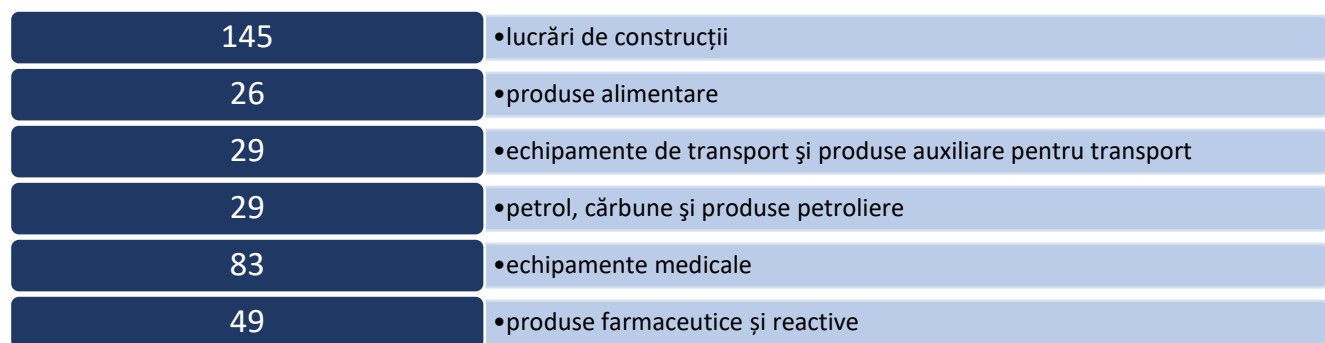 145 •lucrări de construcții
26 •produse alimentare
29 •echipamente de transport şi produse auxiliare pentru transport
29 •petrol, cărbune şi produse petroliere
83 •echipamente medicale
49 •produse farmaceutice și reactive